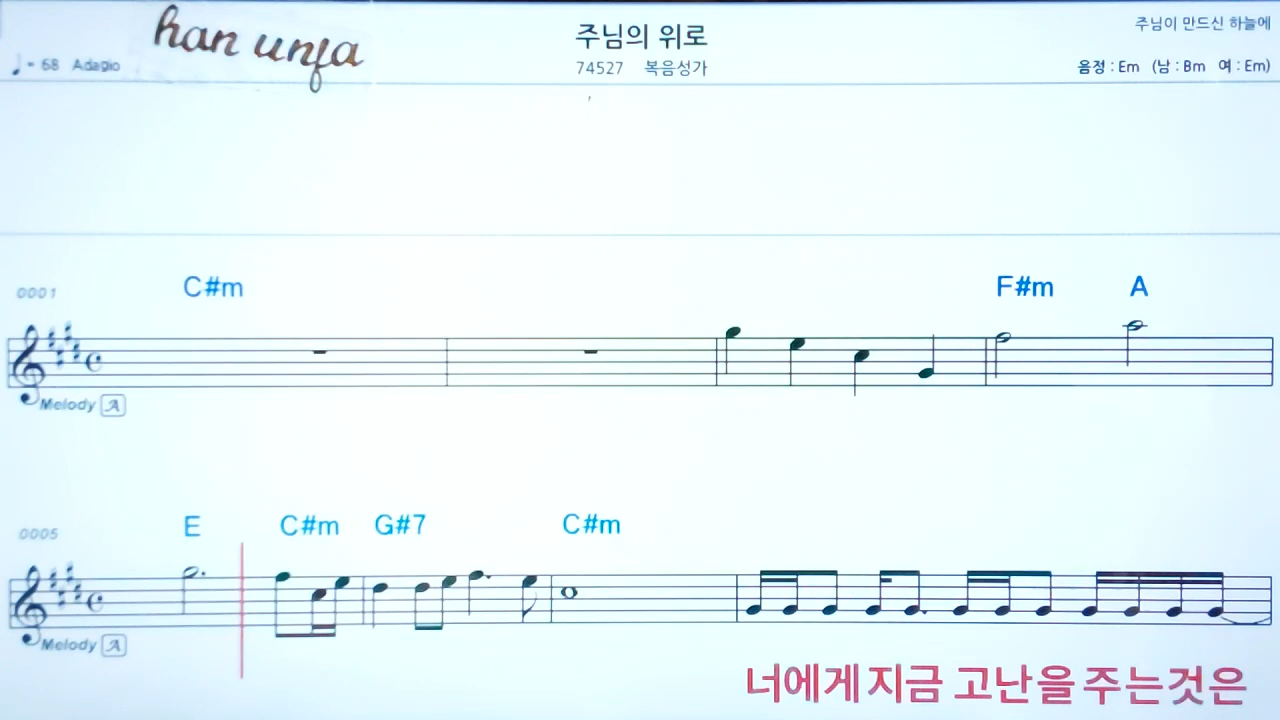 han unja
주님의 위로
주님이 만드신 하늘에
♩= 68 Adagio
74527 복음성가
음정 : Em (남 : Bm 여 : Em)
0001 C#m F#m A
Melody A
0005 E C#m G#7 C#m
Melody A
너에게 지금 고난을 주는것은